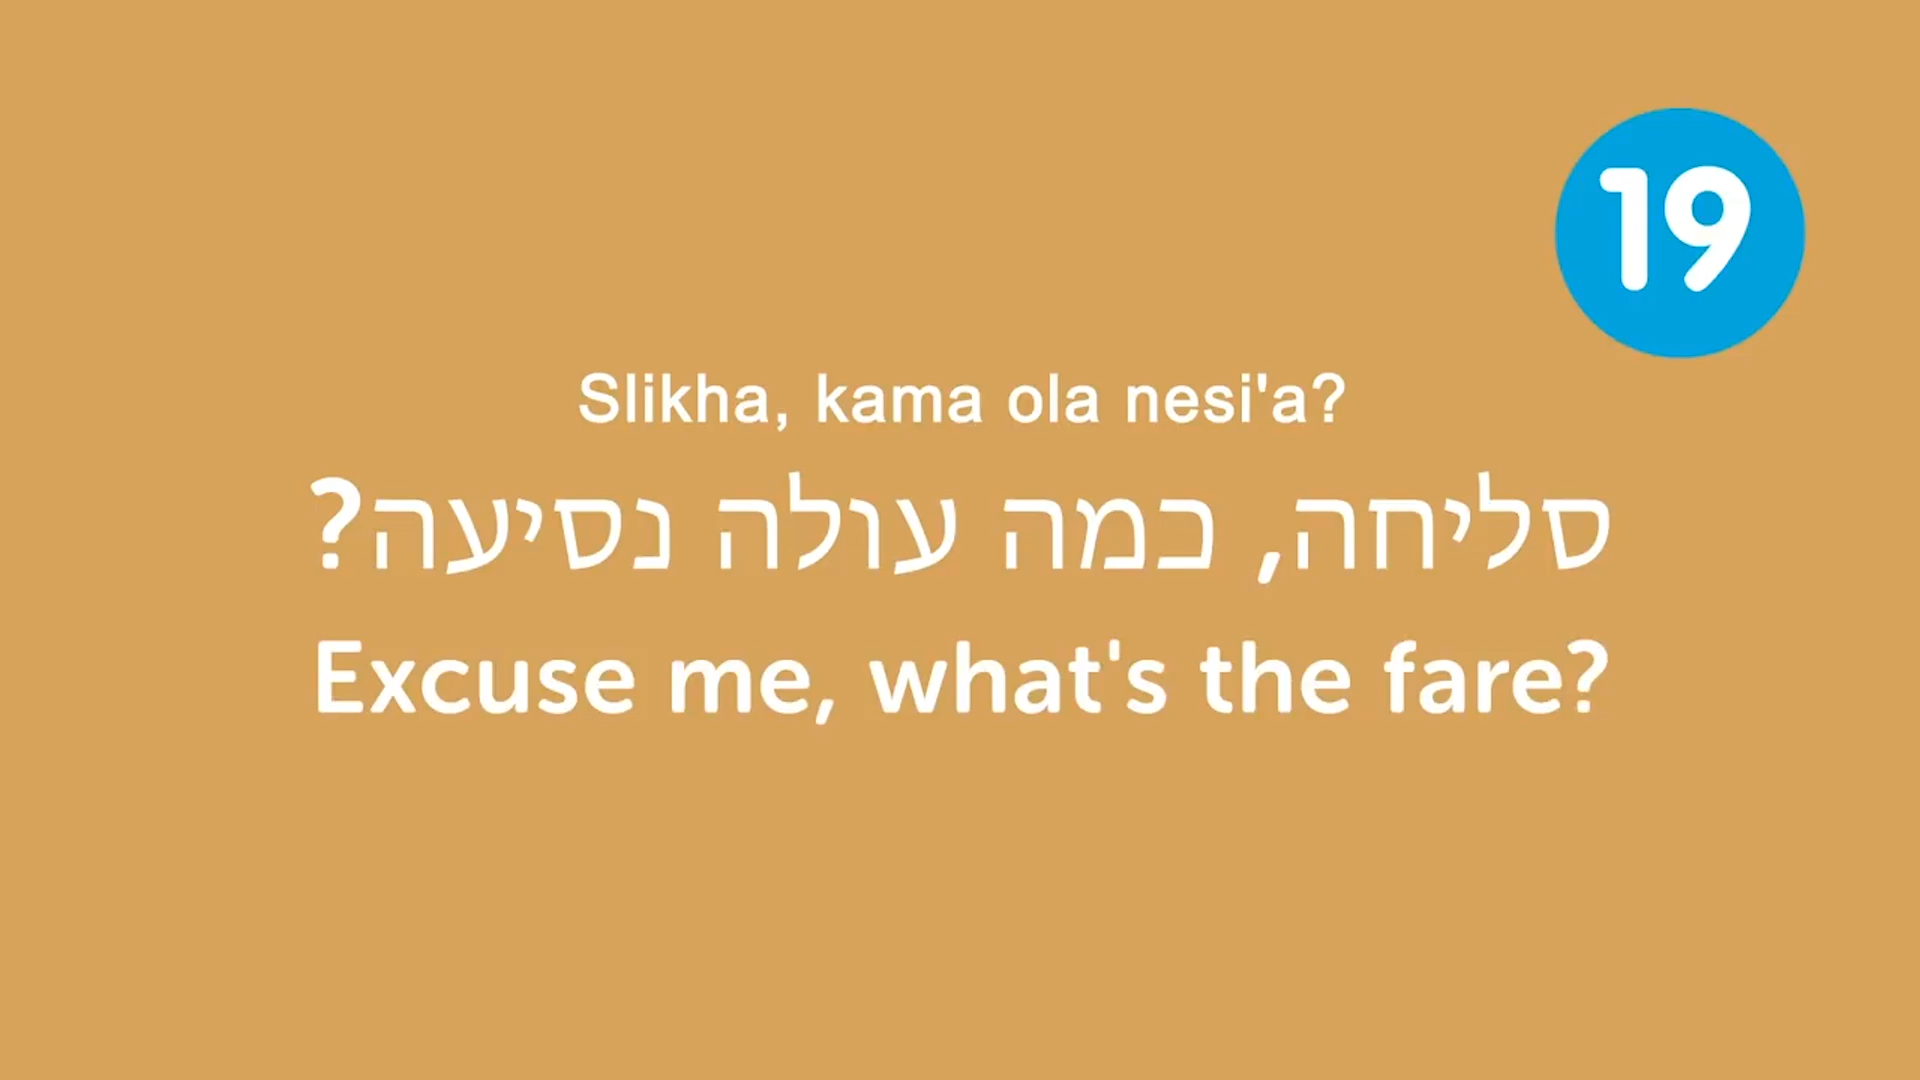 19
Slikha, kama ola nesi'a?
סליחה, כמה עולה נסיעה?
Excuse me, what's the fare?